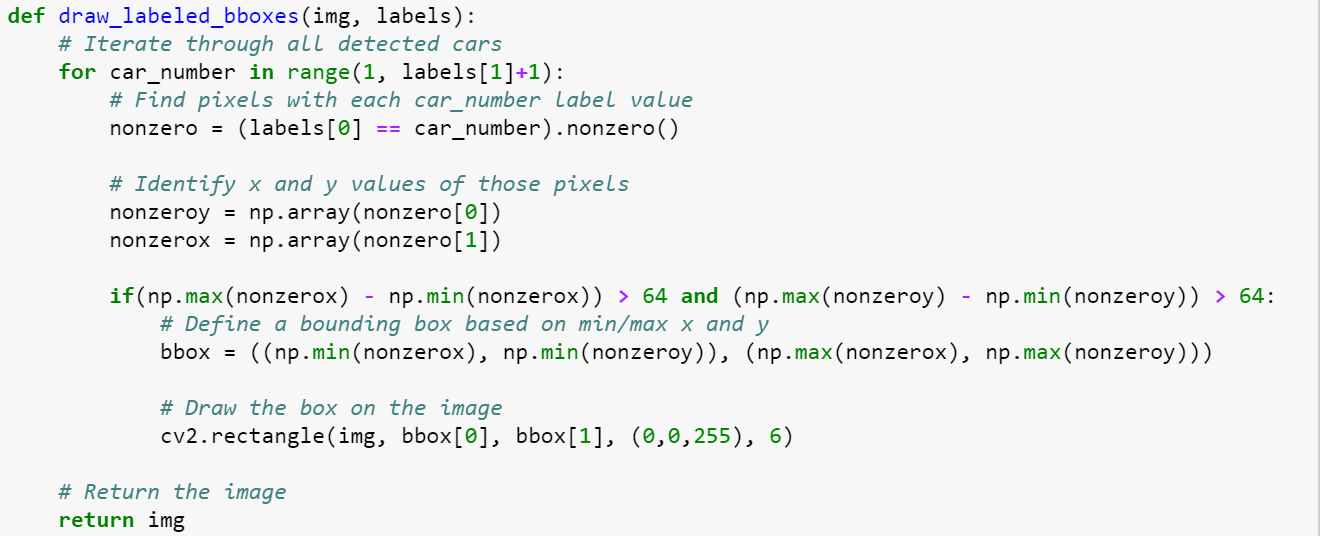 def draw_labeled_bboxes(img, labels):
    # Iterate through all detected cars
    for car_number in range(1, labels[1]+1):
        # Find pixels with each car_number label value
        nonzero = (labels[0] == car_number).nonzero()

        # Identify x and y values of those pixels
        nonzeroy = np.array(nonzero[0])
        nonzerox = np.array(nonzero[1])

        if(np.max(nonzerox) - np.min(nonzerox)) > 64 and (np.max(nonzeroy) - np.min(nonzeroy)) > 64:
            # Define a bounding box based on min/max x and y
            bbox = ((np.min(nonzerox), np.min(nonzeroy)), (np.max(nonzerox), np.max(nonzeroy)))

            # Draw the box on the image
            cv2.rectangle(img, bbox[0], bbox[1], (0,0,255), 6)

    # Return the image
    return img